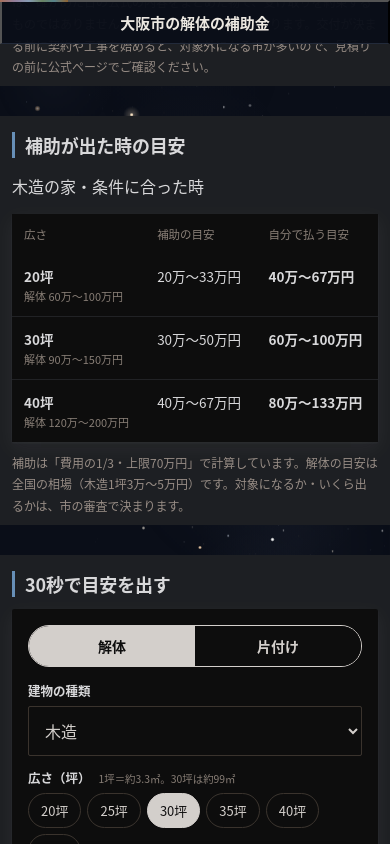 大阪市の解体の補助金
る前に契約や工事を始めると、対象外になる市が多いので、見積り
の前に公式ページでご確認ください。
補助が出た時の目安
木造の家・条件に合った時
広さ 補助の目安 自分で払う目安
20坪 20万〜33万円 40万〜67万円
解体 60万〜100万円
30坪 30万〜50万円 60万〜100万円
解体 90万〜150万円
40坪 40万〜67万円 80万〜133万円
解体 120万〜200万円
補助は「費用の1/3・上限70万円」で計算しています。解体の目安は
全国の相場（木造1坪3万〜5万円）です。対象になるか・いくら出
るかは、市の審査で決まります。
30秒で目安を出す
解体 片付け
建物の種類
木造
広さ（坪） 1坪＝約3.3㎡。30坪は約99㎡
20坪 25坪 30坪 35坪 40坪